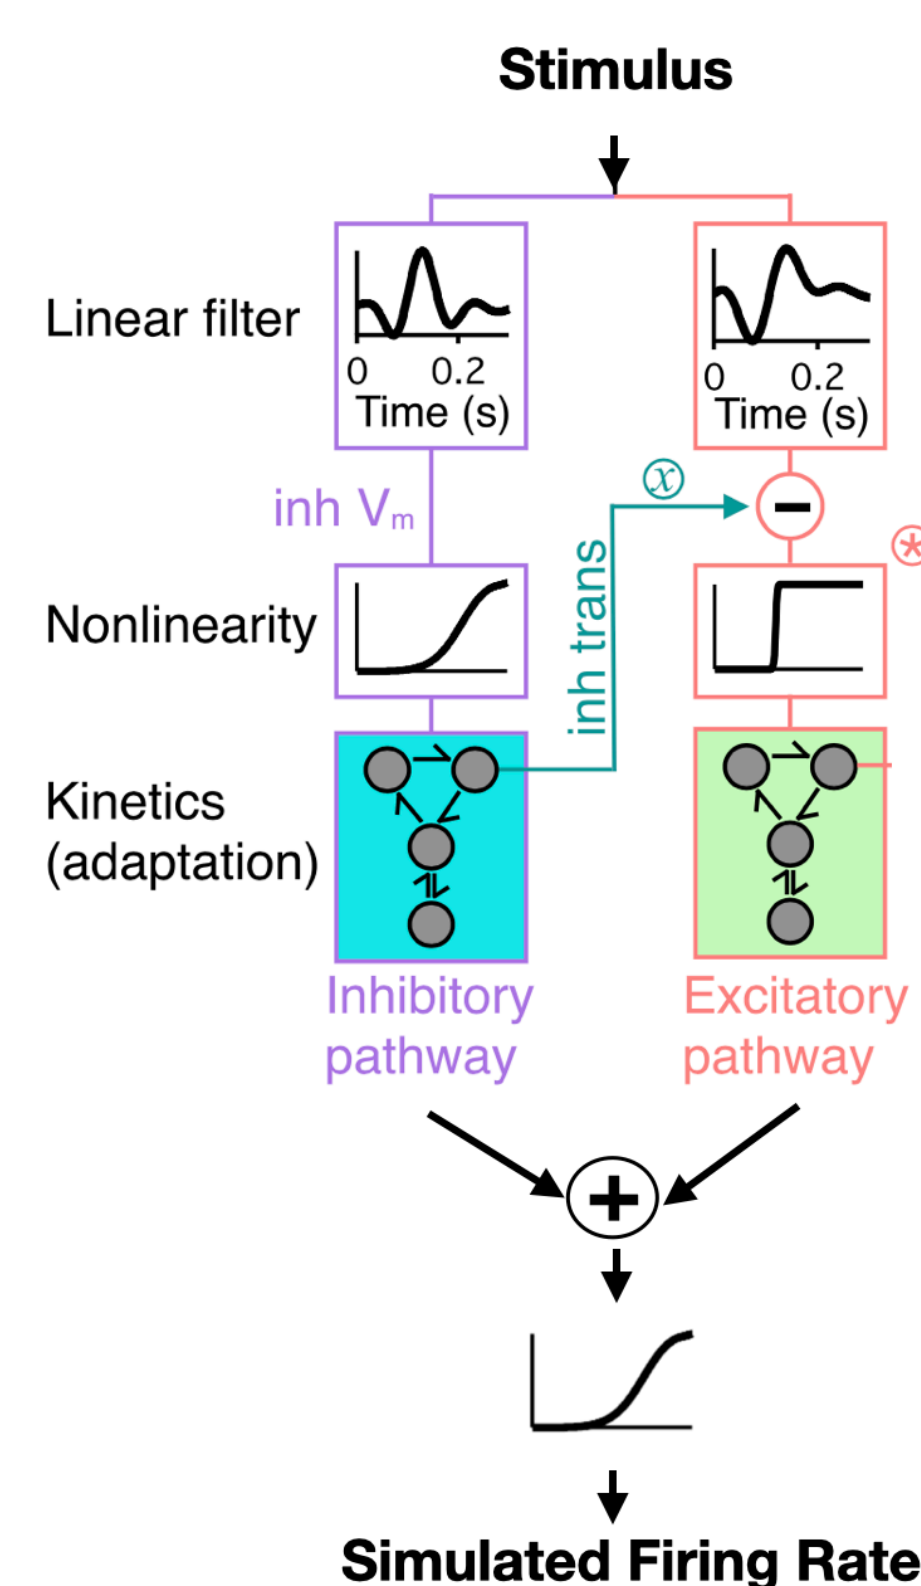 Stimulus
Linear filter
0 0.2
Time (s)
0 0.2
Time (s)
inh Vm
x
−
*
inh trans
Nonlinearity
Kinetics
(adaptation)
Inhibitory
pathway
Excitatory
pathway
+
Simulated Firing Rate